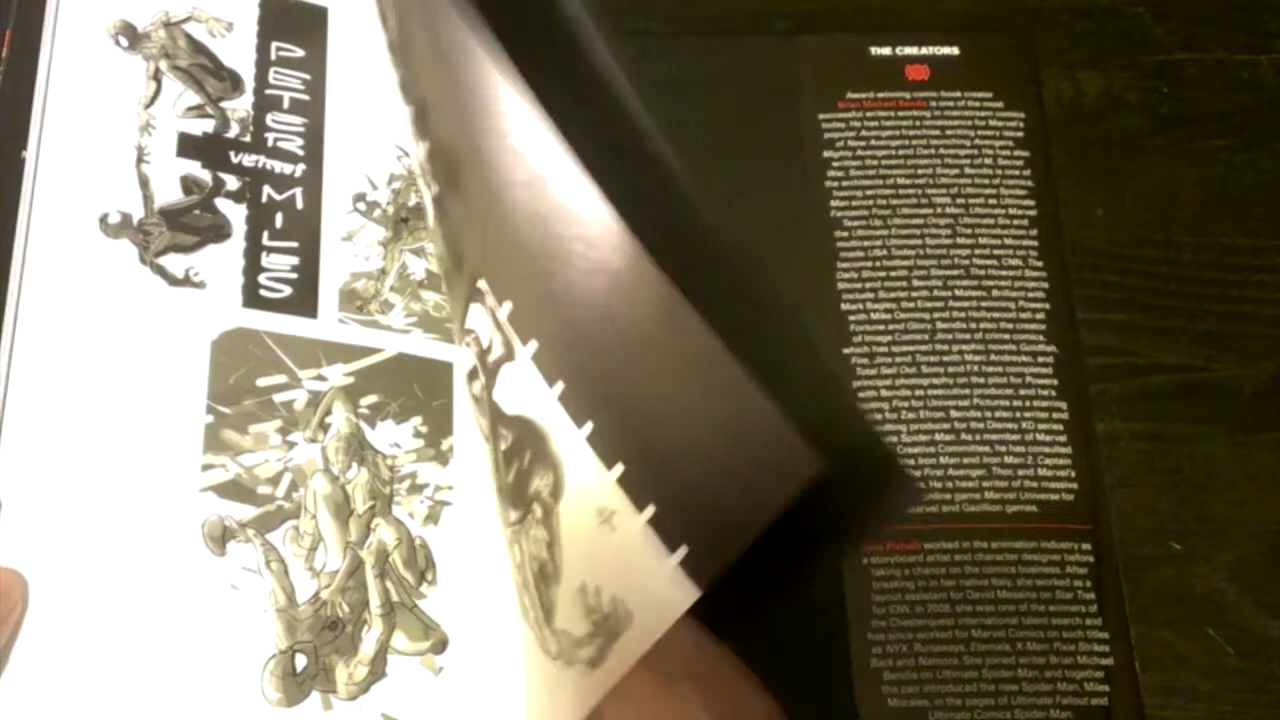 PETER
VERSUS
MILES
THE CREATORS
Award-winning comic-book creator
Brian Michael Bendis is one of the most
successful writers working in mainstream comics
today. He has helmed a renaissance for Marvel's
popular Avengers franchise, writing every issue
of New Avengers and launching Avengers,
Mighty Avengers and Dark Avengers. He has also
written the event projects House of M, Secret
War, Secret Invasion and Siege. Bendis is one of
the architects of Marvel's Ultimate line of comics,
having written every issue of Ultimate Spider-
Man since its launch in 1999, as well as Ultimate
Fantastic Four, Ultimate X-Men, Ultimate Marvel
Team-Up, Ultimate Origin, Ultimate Six and
the Ultimate Enemy trilogy. The introduction of
multiracial Ultimate Spider-Man Miles Morales
made USA Today's front page and went on to
become a hotbed topic on Fox News, CNN, The
Daily Show with Jon Stewart, The Howard Stern
Show and more. Bendis' creator-owned projects
include Scarlet with Alex Maleev, Brilliant with
Mark Bagley, the Eisner Award-winning Powers
with Mike Oeming and the Hollywood tell-all
Fortune and Glory. Bendis is also the creator
of Image Comics' Jinx line of crime comics,
which has spawned the graphic novels Goldfish,
Fire, Jinx and Torso with Marc Andreyko, and
Total Sell Out. Sony and FX have completed
principal photography on the pilot for Powers
with Bendis as executive producer, and he's
Fire for Universal Pictures as a starring
for Zac Efron. Bendis is also a writer and
producer for the Disney XD series
Spider-Man. As a member of Marvel
Creative Committee, he has consulted
Iron Man and Iron Man 2, Captain
The First Avenger, Thor, and Marvel's
He is head writer of the massive
online game Marvel Universe for
Marvel and Gazillion games.
worked in the animation industry as
a storyboard artist and character designer before
taking a chance on the comics business. After
breaking in in her native Italy, she worked as a
layout assistant for David Messina on Star Trek
for IDW. In 2008, she was one of the winners of
the Chesterquest international talent search and
has since worked for Marvel Comics on such titles
as NYX, Runaways, Eternals, X-Men: Pixie Strikes
Back and Namora. She joined writer Brian Michael
Bendis on Ultimate Spider-Man, and together
the pair introduced the new Spider-Man, Miles
Morales, in the pages of Ultimate Fallout and
Ultimate Comics Spider-Man.